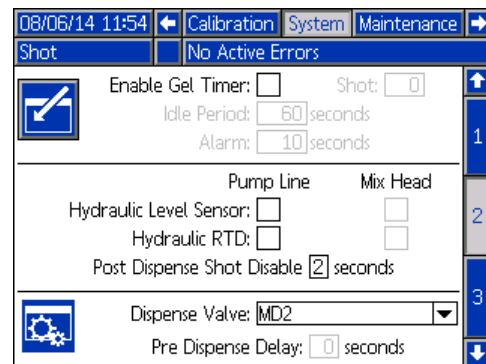 08/06/14 11:54 Calibration System Maintenance
Shot No Active Errors
Enable Gel Timer: Shot: 0
Idle Period: 60 seconds
Alarm: 10 seconds
1
Pump Line Mix Head
Hydraulic Level Sensor:
2
Hydraulic RTD:
Post Dispense Shot Disable 2 seconds
3
Dispense Valve: MD2
Pre Dispense Delay: 0 seconds